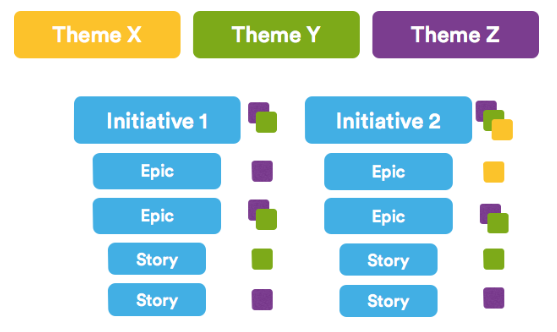 Theme X
Theme Y
Theme Z
Initiative 1
Initiative 2
Epic
Epic
Epic
Epic
Story
Story
Story
Story